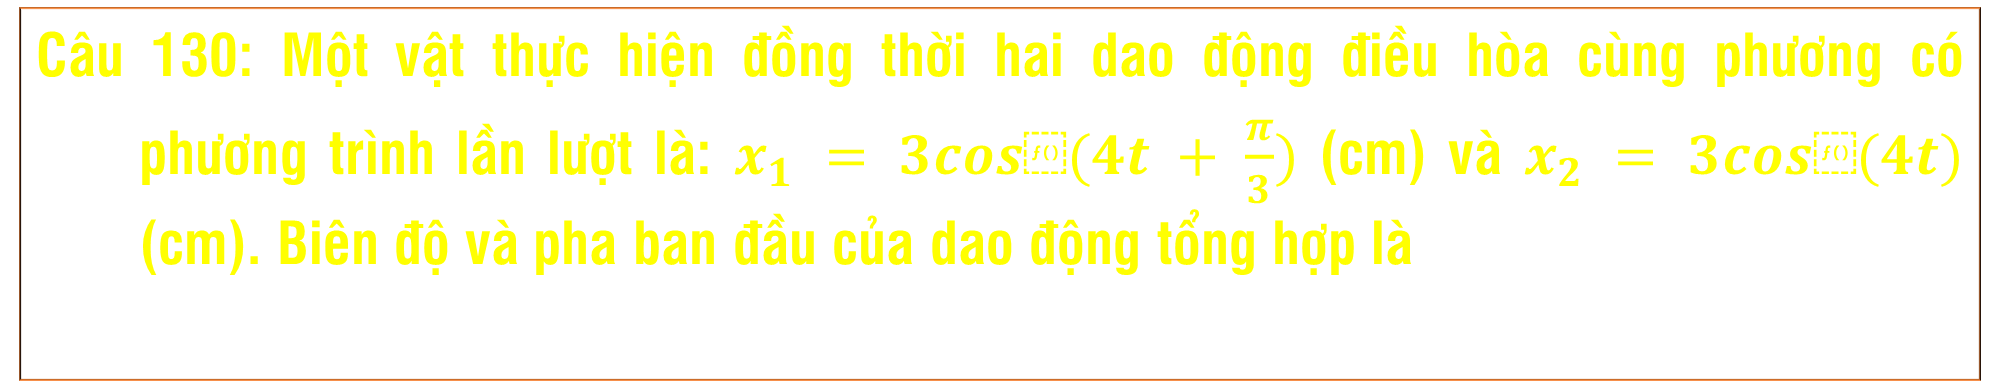 Câu 130: Một vật thực hiện đồng thời hai dao động điều hòa cùng phương có
phương trình lần lượt là: x₁ = 3cos(4t + π/3) (cm) và x₂ = 3cos(4t)
(cm). Biên độ và pha ban đầu của dao động tổng hợp là